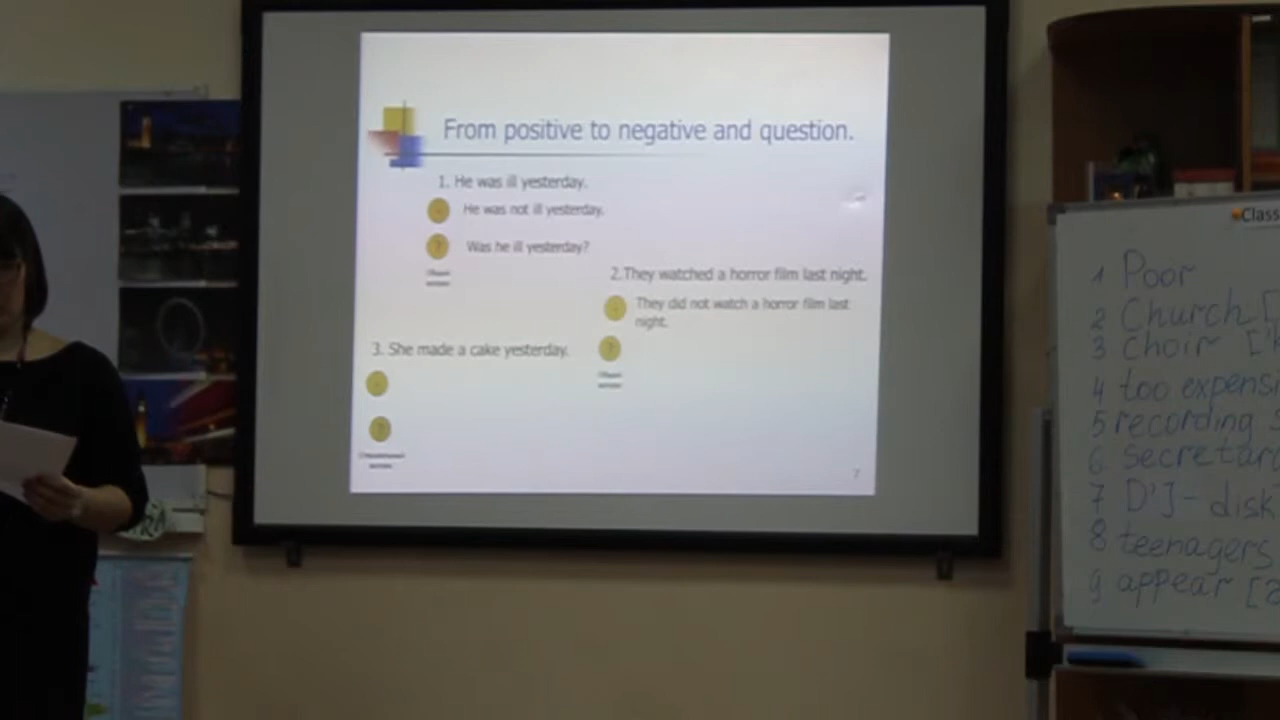 From positive to negative and question.
1. He was ill yesterday.
He was not ill yesterday.
?
Was he ill yesterday?
2.They watched a horror film last night.
They did not watch a horror film last
night.
?
3. She made a cake yesterday.
?
7
Class
1 Poor
2 Church [
3 choir ['k
4 too expensi
5 recording s
6 secretar
7 D'J - disk
8 teenagers
9 appear [ə